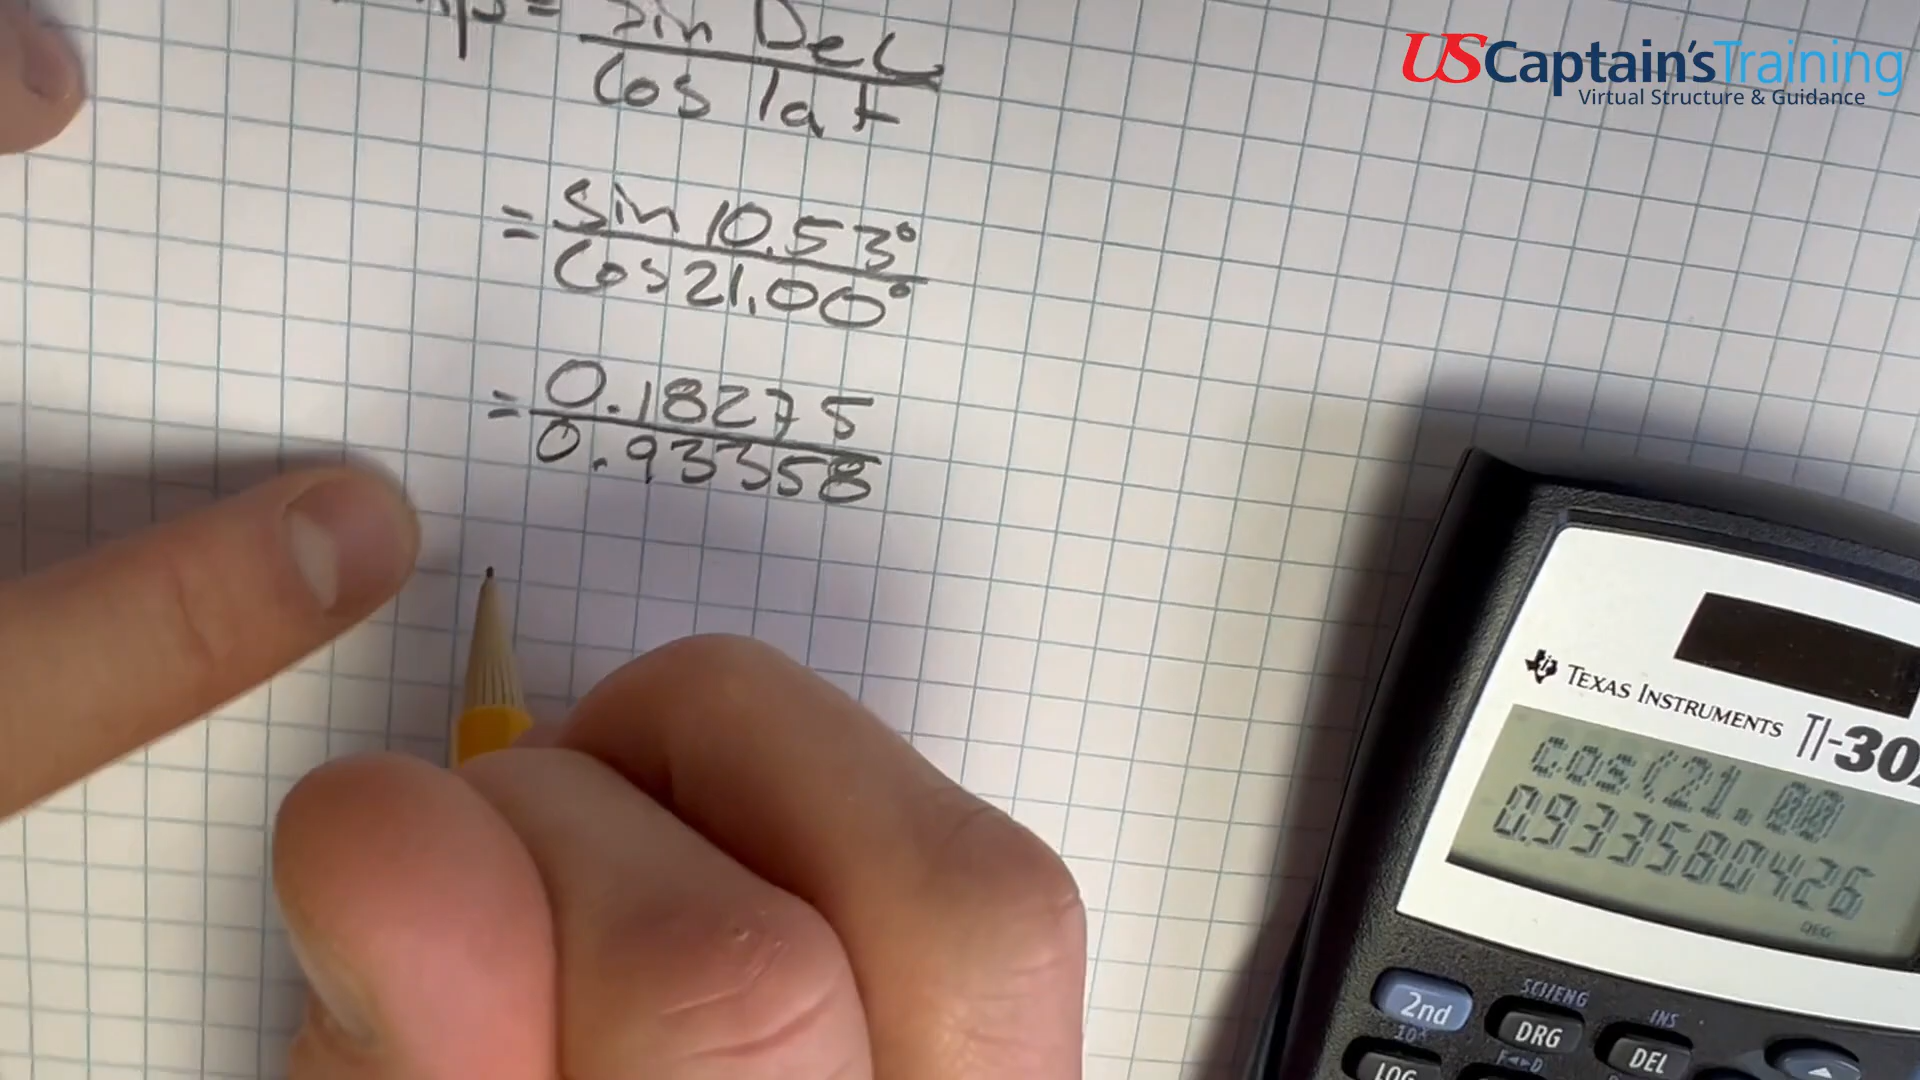 = sin Dec
cos lat
= sin 10.53°
cos 21.00°
= 0.18275
0.93358
USCaptain'sTraining
Virtual Structure & Guidance
TEXAS INSTRUMENTS
cos(21.00
0.933580426
DEG
2nd
SCI/ENG
DRG
INS
DEL
10ˣ
LOG
F◄►D